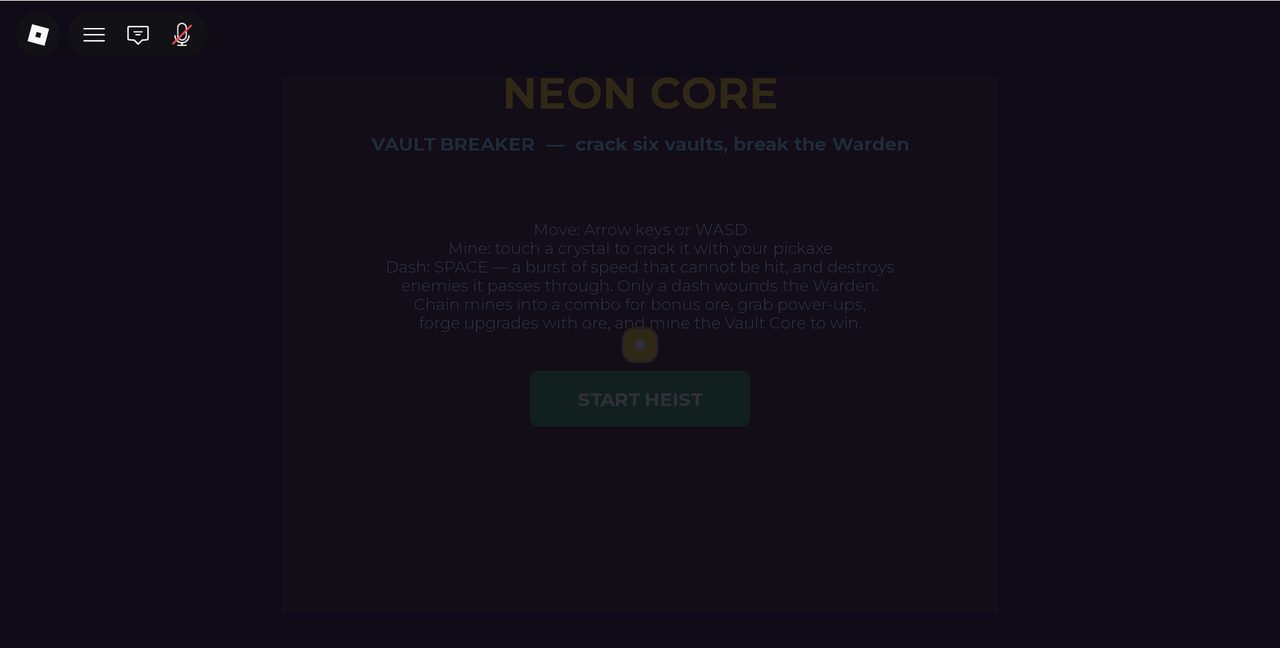 NEON CORE
VAULT BREAKER — crack six vaults, break the Warden
Move: Arrow keys or WASD
Mine: touch a crystal to crack it with your pickaxe
Dash: SPACE — a burst of speed that cannot be hit, and destroys
enemies it passes through. Only a dash wounds the Warden.
Chain mines into a combo for bonus ore, grab power-ups,
forge upgrades with ore, and mine the Vault Core to win.
START HEIST